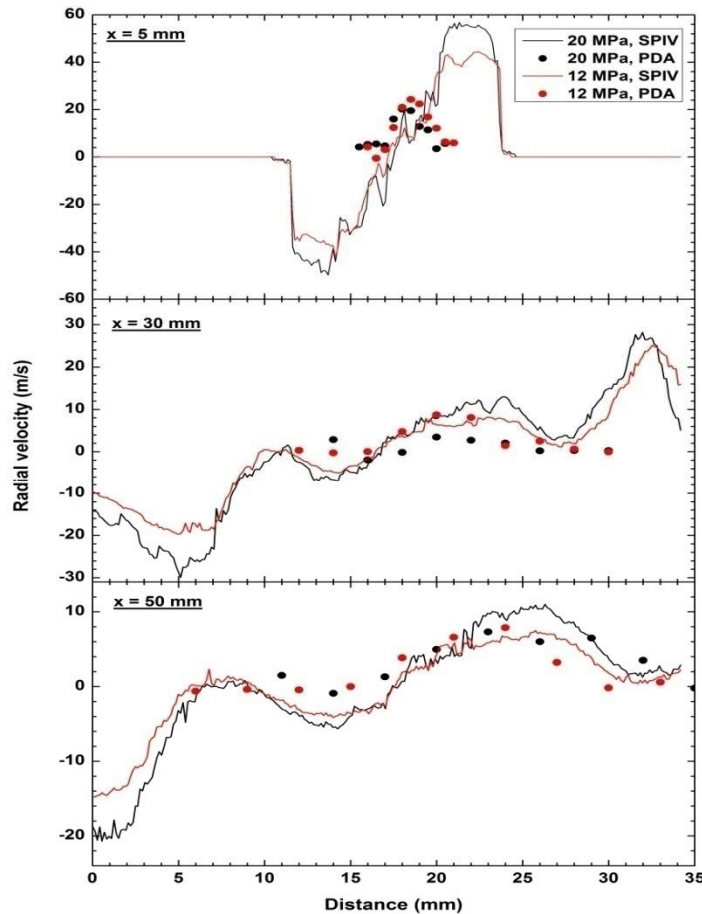 60
x = 5 mm
20 MPa, SPIV
40
20 MPa, PDA
12 MPa, SPIV
20
12 MPa, PDA
0
-20
-40
-60
30
x = 30 mm
20
10
0
-10
-20
-30
Radial velocity (m/s)
x = 50 mm
10
0
-10
-20
0 5 10 15 20 25 30 35
Distance (mm)